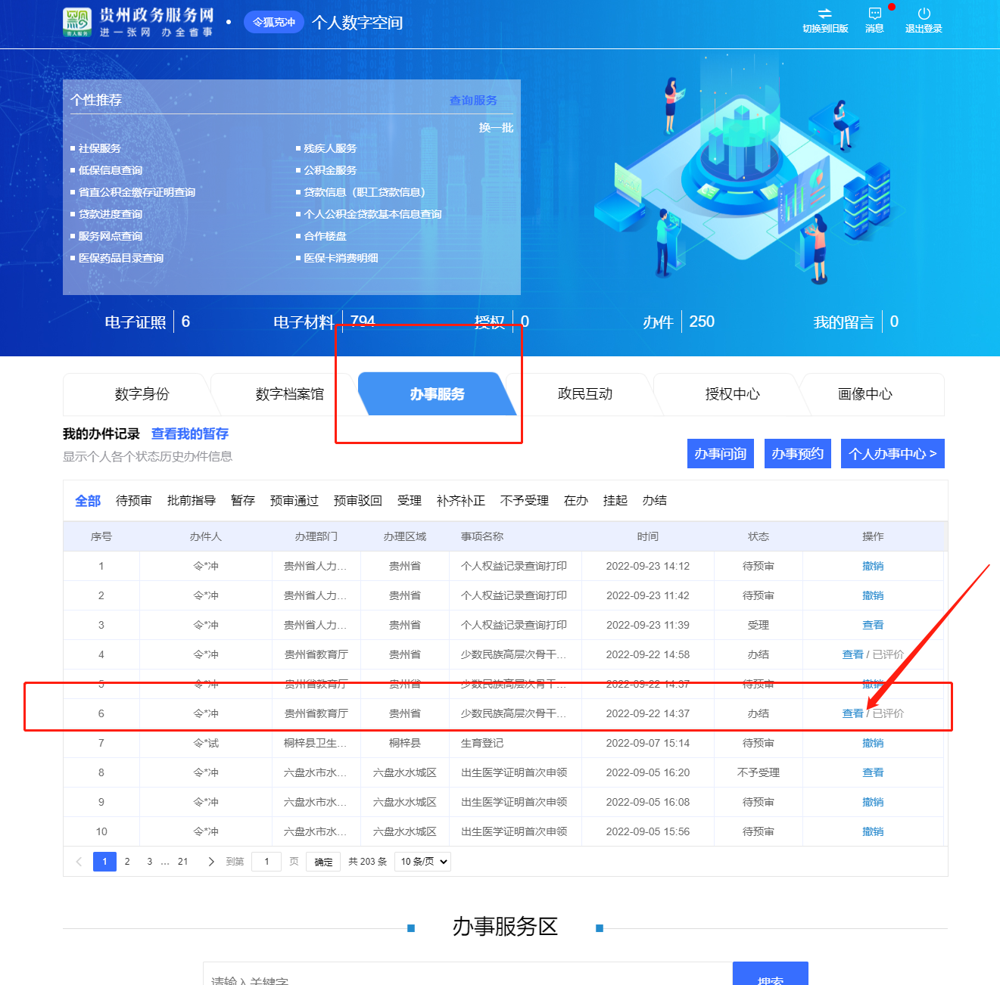 贵州政务服务网
进一张网 办全省事
贵人服务
令狐克冲
个人数字空间
切换到旧版
消息
退出登录
个性推荐
查询服务
换一批
社保服务
残疾人服务
低保信息查询
公积金服务
省直公积金缴存证明查询
贷款信息（职工贷款信息）
贷款进度查询
个人公积金贷款基本信息查询
服务网点查询
合作楼盘
医保药品目录查询
医保卡消费明细
电子证照 6
电子材料 794
授权 0
办件 250
我的留言 0
数字身份
数字档案馆
办事服务
政民互动
授权中心
画像中心
我的办件记录 查看我的暂存
显示个人各个状态历史办件信息
办事问询
办事预约
个人办事中心 >
全部 待预审 批前指导 暂存 预审通过 预审驳回 受理 补齐补正 不予受理 在办 挂起 办结
序号 办件人 办理部门 办理区域 事项名称 时间 状态 操作
1 令*冲 贵州省人力... 贵州省 个人权益记录查询打印 2022-09-23 14:12 待预审 撤销
2 令*冲 贵州省人力... 贵州省 个人权益记录查询打印 2022-09-23 11:42 待预审 撤销
3 令*冲 贵州省人力... 贵州省 个人权益记录查询打印 2022-09-23 11:39 受理 查看
4 令*冲 贵州省教育厅 贵州省 少数民族高层次骨干... 2022-09-22 14:58 办结 查看 / 已评价
5 令*冲 贵州省教育厅 贵州省 少数民族高层次骨干... 2022-09-22 14:37 待预审 撤销
6 令*冲 贵州省教育厅 贵州省 少数民族高层次骨干... 2022-09-22 14:37 办结 查看 / 已评价
7 令*试 桐梓县卫生... 桐梓县 生育登记 2022-09-07 15:14 待预审 撤销
8 令*冲 六盘水市水... 六盘水水城区 出生医学证明首次申领 2022-09-05 16:20 不予受理 查看
9 令*冲 六盘水市水... 六盘水水城区 出生医学证明首次申领 2022-09-05 16:08 待预审 撤销
10 令*冲 六盘水市水... 六盘水水城区 出生医学证明首次申领 2022-09-05 15:56 待预审 撤销
1 2 3 ... 21 到第 1 页 确定 共 203 条 10 条/页
办事服务区
请输入关键字
搜索